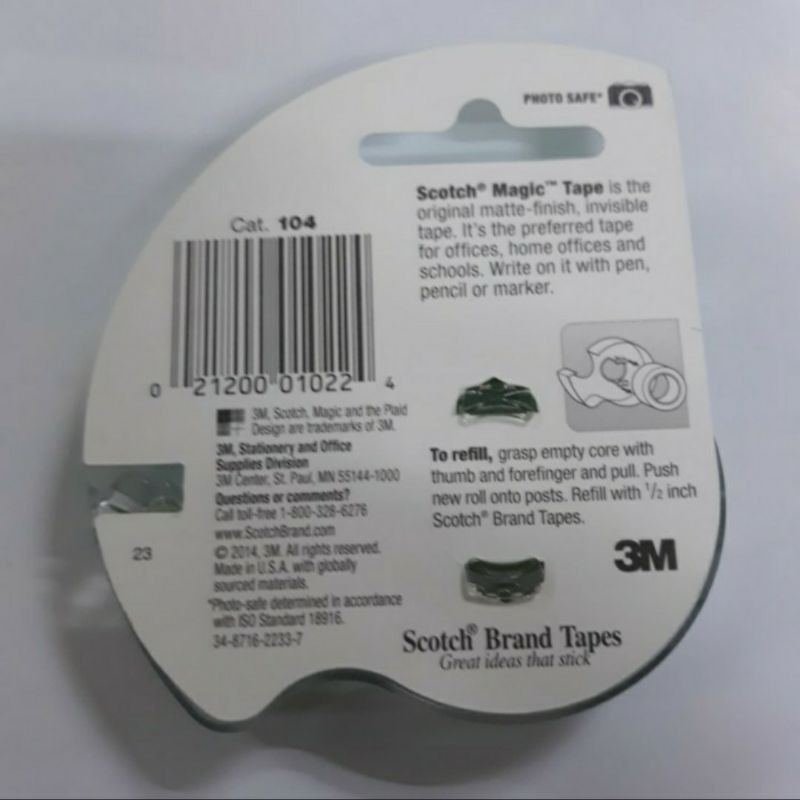 PHOTO SAFE*
Scotch® Magic™ Tape is the
original matte-finish, invisible
tape. It's the preferred tape
for offices, home offices and
schools. Write on it with pen,
pencil or marker.
Cat. 104
0 21200 01022 4
3M, Scotch, Magic and the Plaid
Design are trademarks of 3M.
3M, Stationery and Office
Supplies Division
3M Center, St. Paul, MN 55144-1000
Questions or comments?
Call toll-free 1-800-328-6276
www.ScotchBrand.com
© 2014, 3M. All rights reserved.
Made in U.S.A. with globally
sourced materials.
*Photo-safe determined in accordance
with ISO Standard 18916.
34-8716-2233-7
23
To refill, grasp empty core with
thumb and forefinger and pull. Push
new roll onto posts. Refill with 1/2 inch
Scotch® Brand Tapes.
3M
Scotch® Brand Tapes
Great ideas that stick